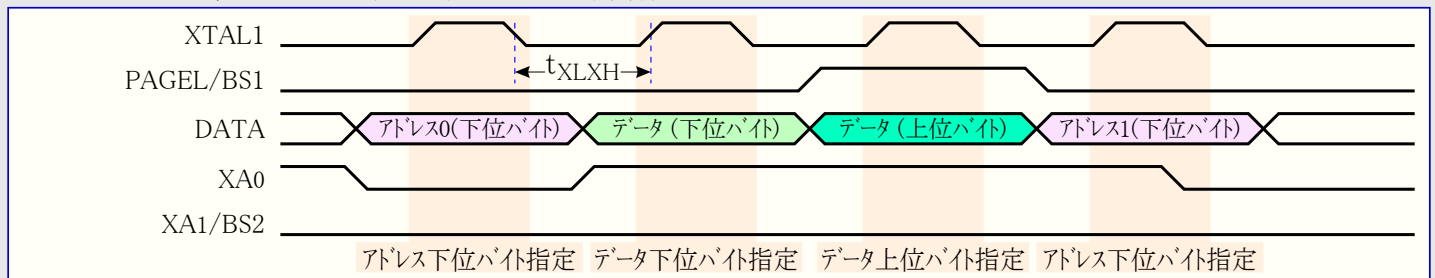 XTAL1
tXLXH
PAGEL/BS1
DATA
アドレス0(下位バイト)
データ (下位バイト)
データ (上位バイト)
アドレス1(下位バイト)
XA0
XA1/BS2
アドレス下位バイト指定
データ下位バイト指定
データ上位バイト指定
アドレス下位バイト指定